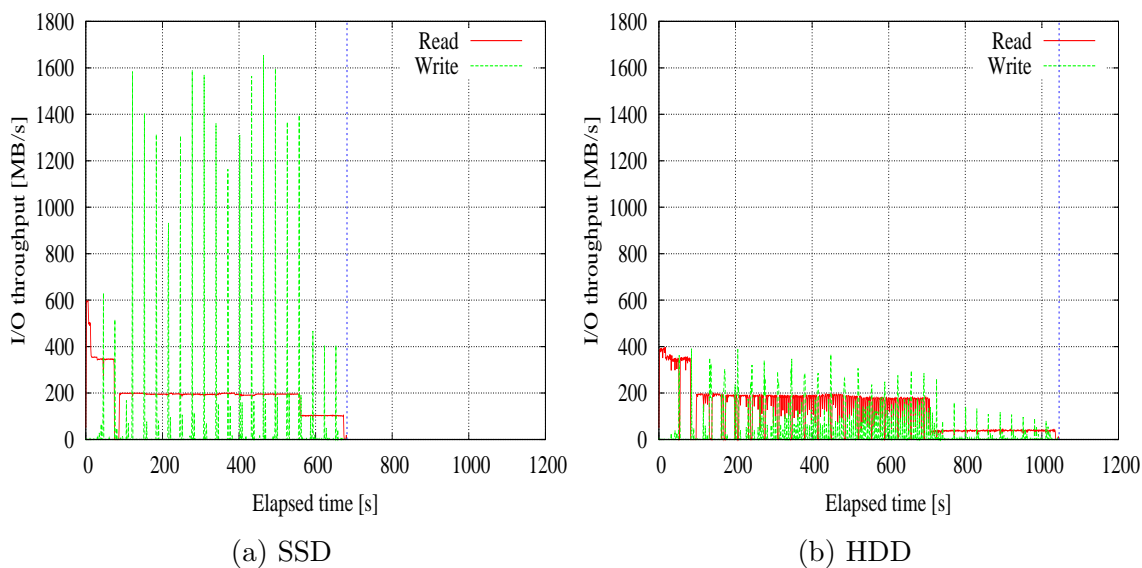 1800
1600
1400
1200
1000
800
600
400
200
0
I/O throughput [MB/s]
Read
Write
0 200 400 600 800 1000 1200
Elapsed time [s]
(a) SSD
1800
1600
1400
1200
1000
800
600
400
200
0
I/O throughput [MB/s]
Read
Write
0 200 400 600 800 1000 1200
Elapsed time [s]
(b) HDD